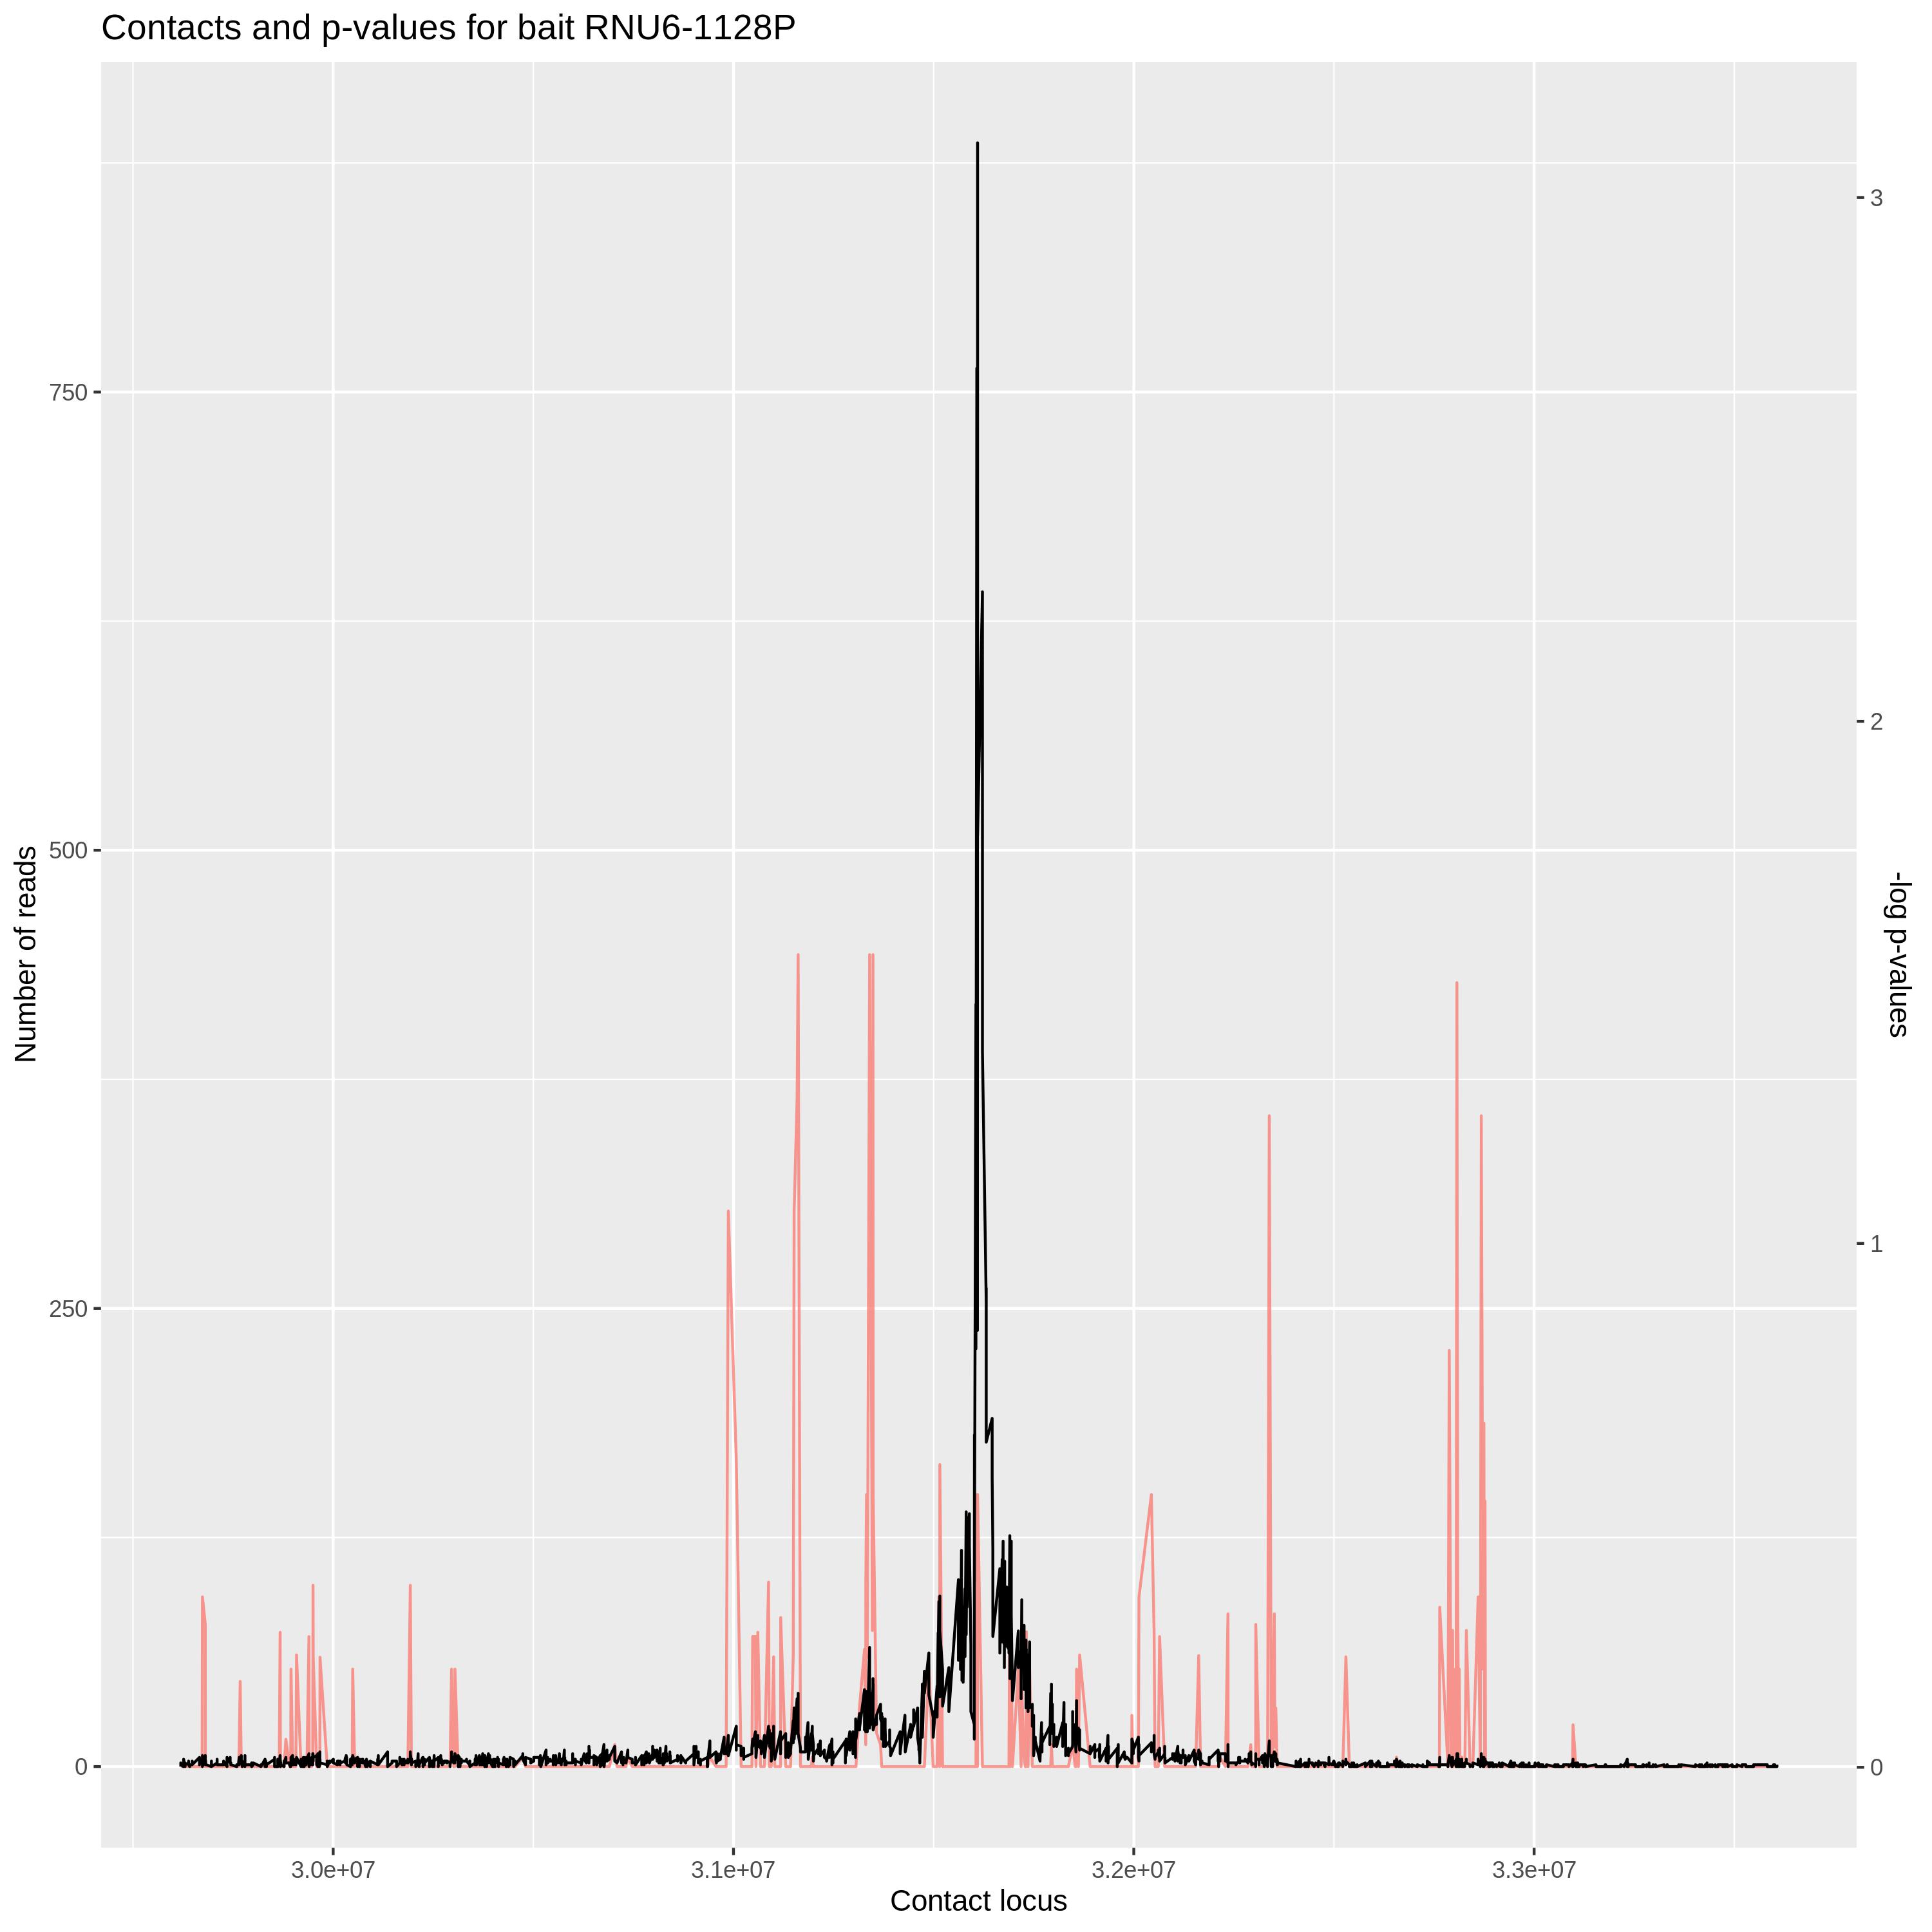 Contacts and p-values for bait RNU6-1128P
750
500
250
0
Number of reads
3
2
1
0
-log p-values
3.0e+07
3.1e+07
3.2e+07
3.3e+07
Contact locus